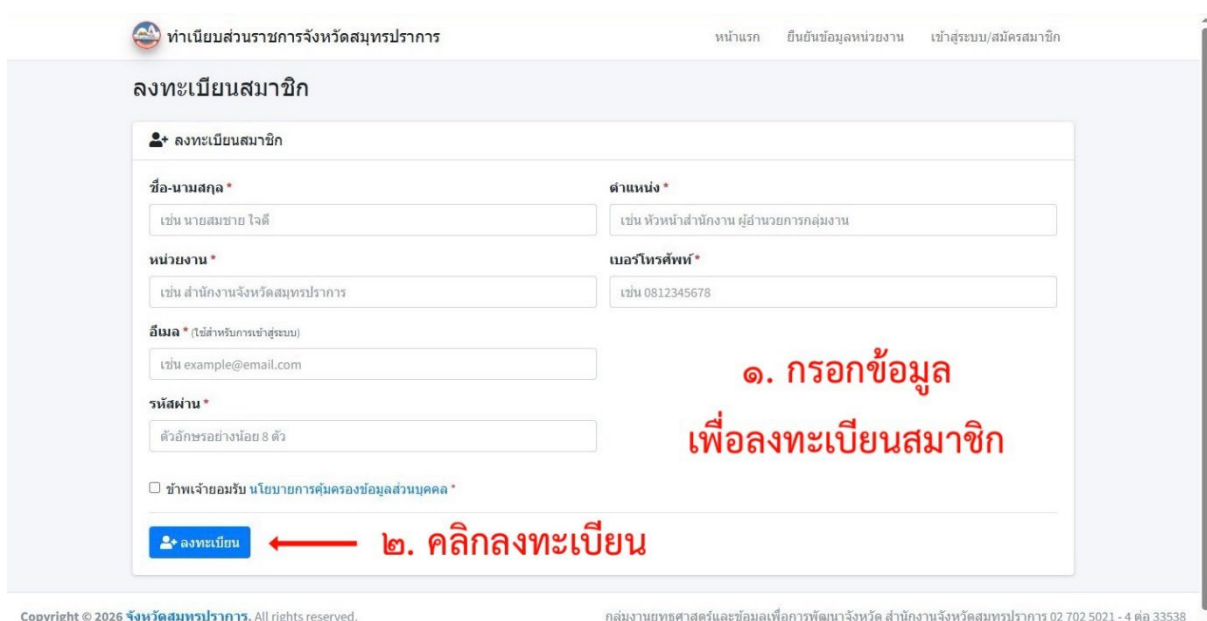 ทำเนียบส่วนราชการจังหวัดสมุทรปราการ หน้าแรก ยืนยันข้อมูลหน่วยงาน เข้าสู่ระบบ/สมัครสมาชิก
ลงทะเบียนสมาชิก
ลงทะเบียนสมาชิก
ชื่อ-นามสกุล * ตำแหน่ง *
เช่น นายสมชาย ใจดี เช่น หัวหน้าสำนักงาน ผู้อำนวยการกลุ่มงาน
หน่วยงาน * เบอร์โทรศัพท์ *
เช่น สำนักงานจังหวัดสมุทรปราการ เช่น 0812345678
อีเมล * (ใช้สำหรับการเข้าสู่ระบบ)
เช่น example@email.com
๑. กรอกข้อมูล
รหัสผ่าน *
ตัวอักษรอย่างน้อย 8 ตัว
เพื่อลงทะเบียนสมาชิก
ข้าพเจ้ายอมรับ นโยบายการคุ้มครองข้อมูลส่วนบุคคล *
ลงทะเบียน ๒. คลิกลงทะเบียน
Copyright © 2026 จังหวัดสมุทรปราการ. All rights reserved. กลุ่มงานยุทธศาสตร์และข้อมูลเพื่อการพัฒนาจังหวัด สำนักงานจังหวัดสมุทรปราการ 02 702 5021 - 4 ต่อ 33538